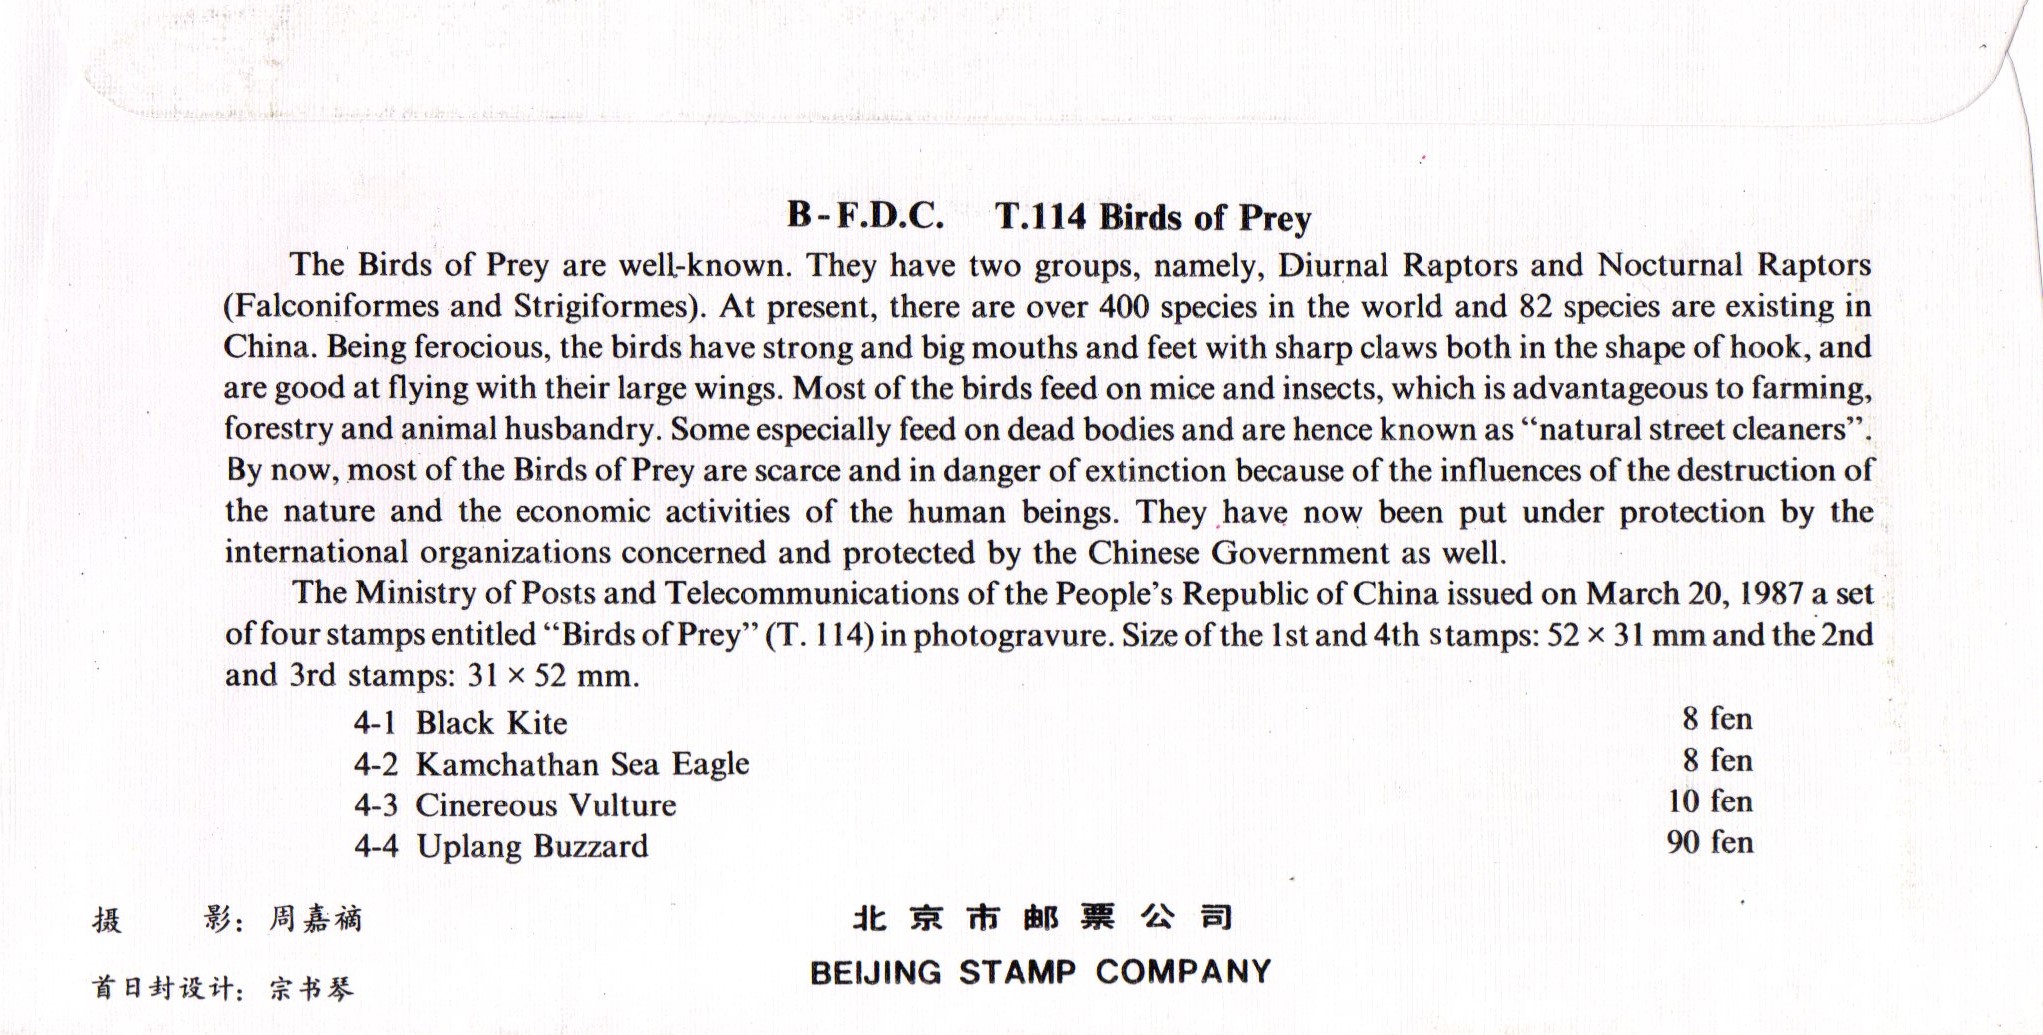 B-F.D.C. T.114 Birds of Prey
The Birds of Prey are well-known. They have two groups, namely, Diurnal Raptors and Nocturnal Raptors
(Falconiformes and Strigiformes). At present, there are over 400 species in the world and 82 species are existing in
China. Being ferocious, the birds have strong and big mouths and feet with sharp claws both in the shape of hook, and
are good at flying with their large wings. Most of the birds feed on mice and insects, which is advantageous to farming,
forestry and animal husbandry. Some especially feed on dead bodies and are hence known as “natural street cleaners”.
By now, most of the Birds of Prey are scarce and in danger of extinction because of the influences of the destruction of
the nature and the economic activities of the human beings. They have now been put under protection by the
international organizations concerned and protected by the Chinese Government as well.
The Ministry of Posts and Telecommunications of the People’s Republic of China issued on March 20, 1987 a set
of four stamps entitled “Birds of Prey” (T. 114) in photogravure. Size of the 1st and 4th stamps: 52 × 31 mm and the 2nd
and 3rd stamps: 31 × 52 mm.
4-1 Black Kite 8 fen
4-2 Kamchathan Sea Eagle 8 fen
4-3 Cinereous Vulture 10 fen
4-4 Uplang Buzzard 90 fen
摄 影：周嘉禎
北京市邮票公司
首日封设计：宗书琴
BEIJING STAMP COMPANY